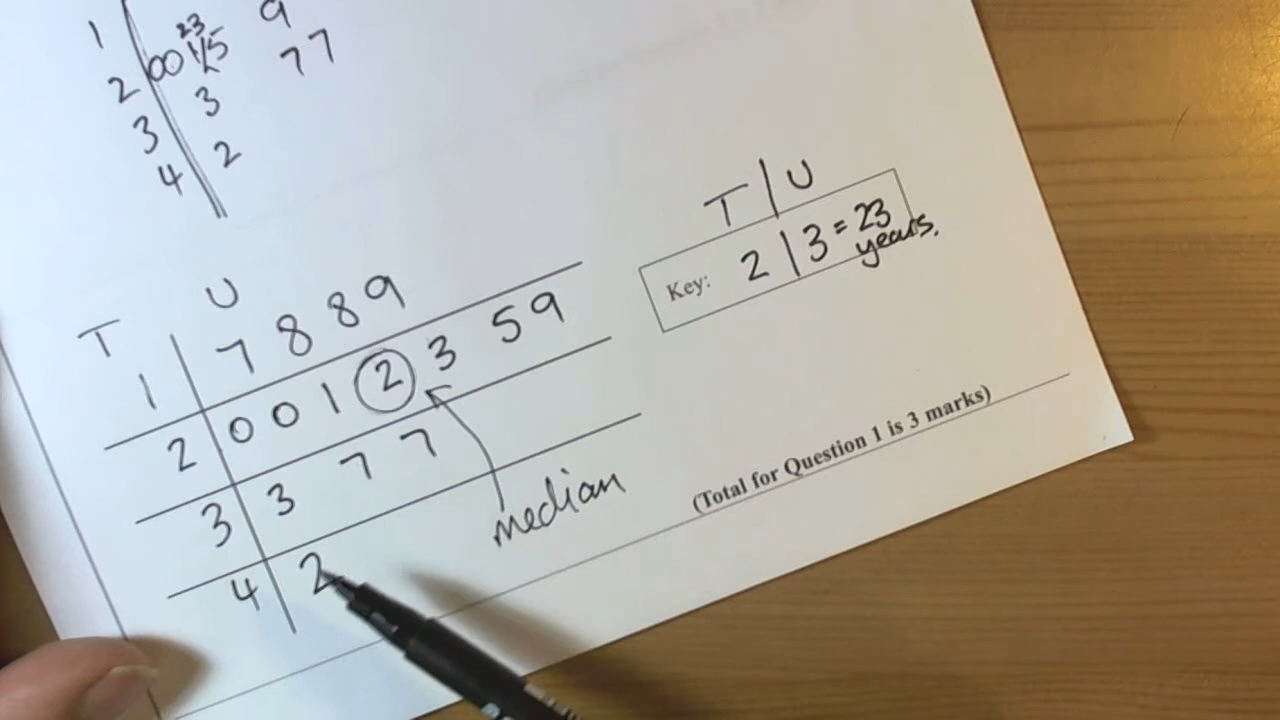 1 | 9
23
2 | 00 1/5 77
3 | 3
4 | 2
T | U
Key: 2 | 3 = 23 years.
T U
1 | 7 8 8 9
2 | 0 0 1 2 3 5 9
3 | 3 7 7
4 | 2
median
(Total for Question 1 is 3 marks)